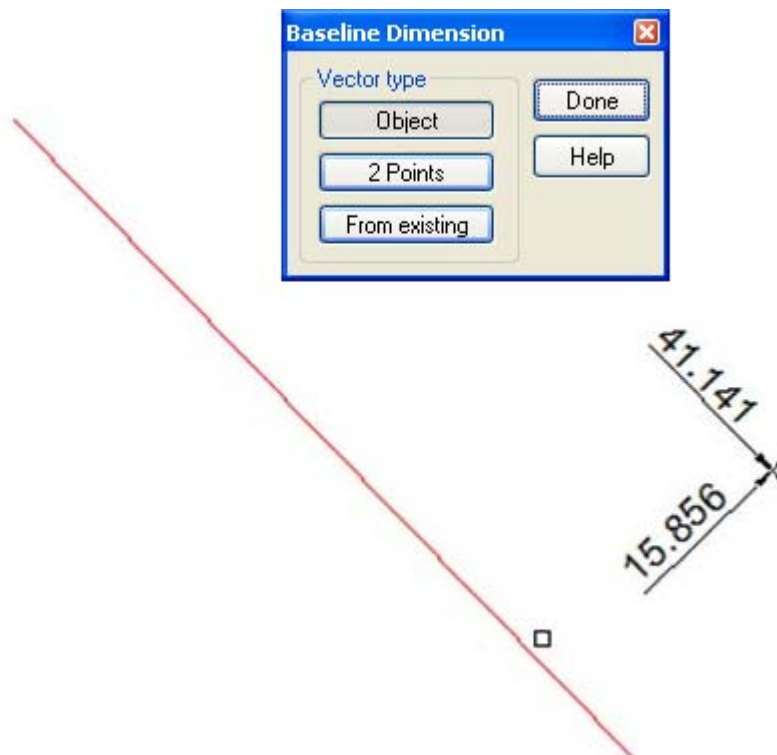 Baseline Dimension
Vector type
Object
2 Points
From existing
Done
Help
41.141
15.856